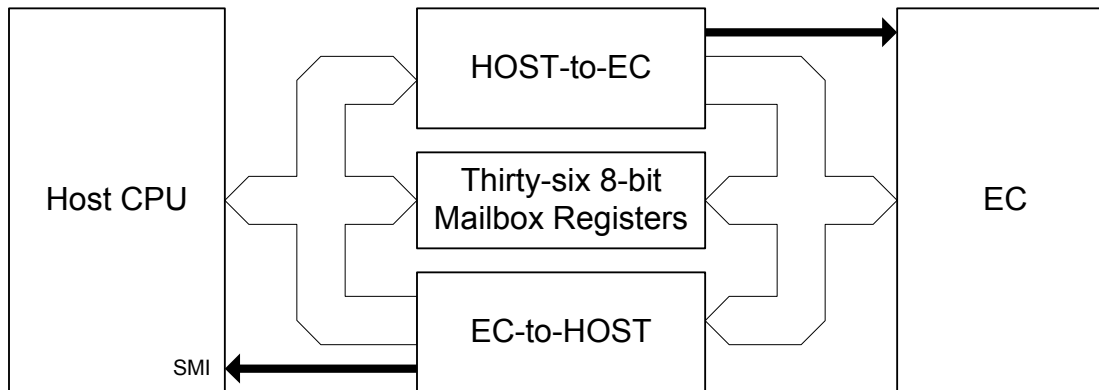 HOST-to-EC
Host CPU
Thirty-six 8-bit
Mailbox Registers
EC
EC-to-HOST
SMI